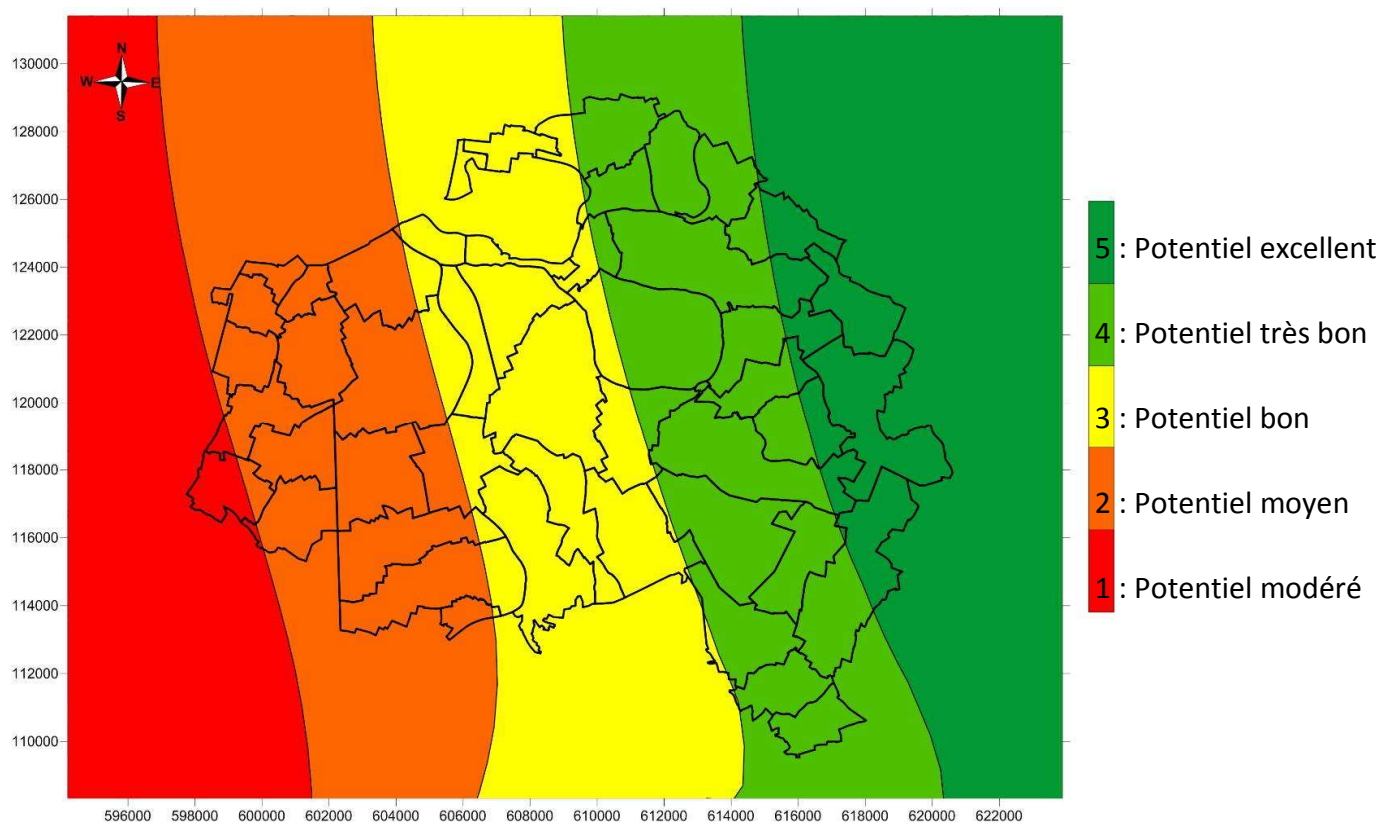 N
W E
S
130000
128000
126000
124000
122000
120000
118000
116000
114000
112000
110000
596000 598000 600000 602000 604000 606000 608000 610000 612000 614000 616000 618000 620000 622000
5 : Potentiel excellent
4 : Potentiel très bon
3 : Potentiel bon
2 : Potentiel moyen
1 : Potentiel modéré